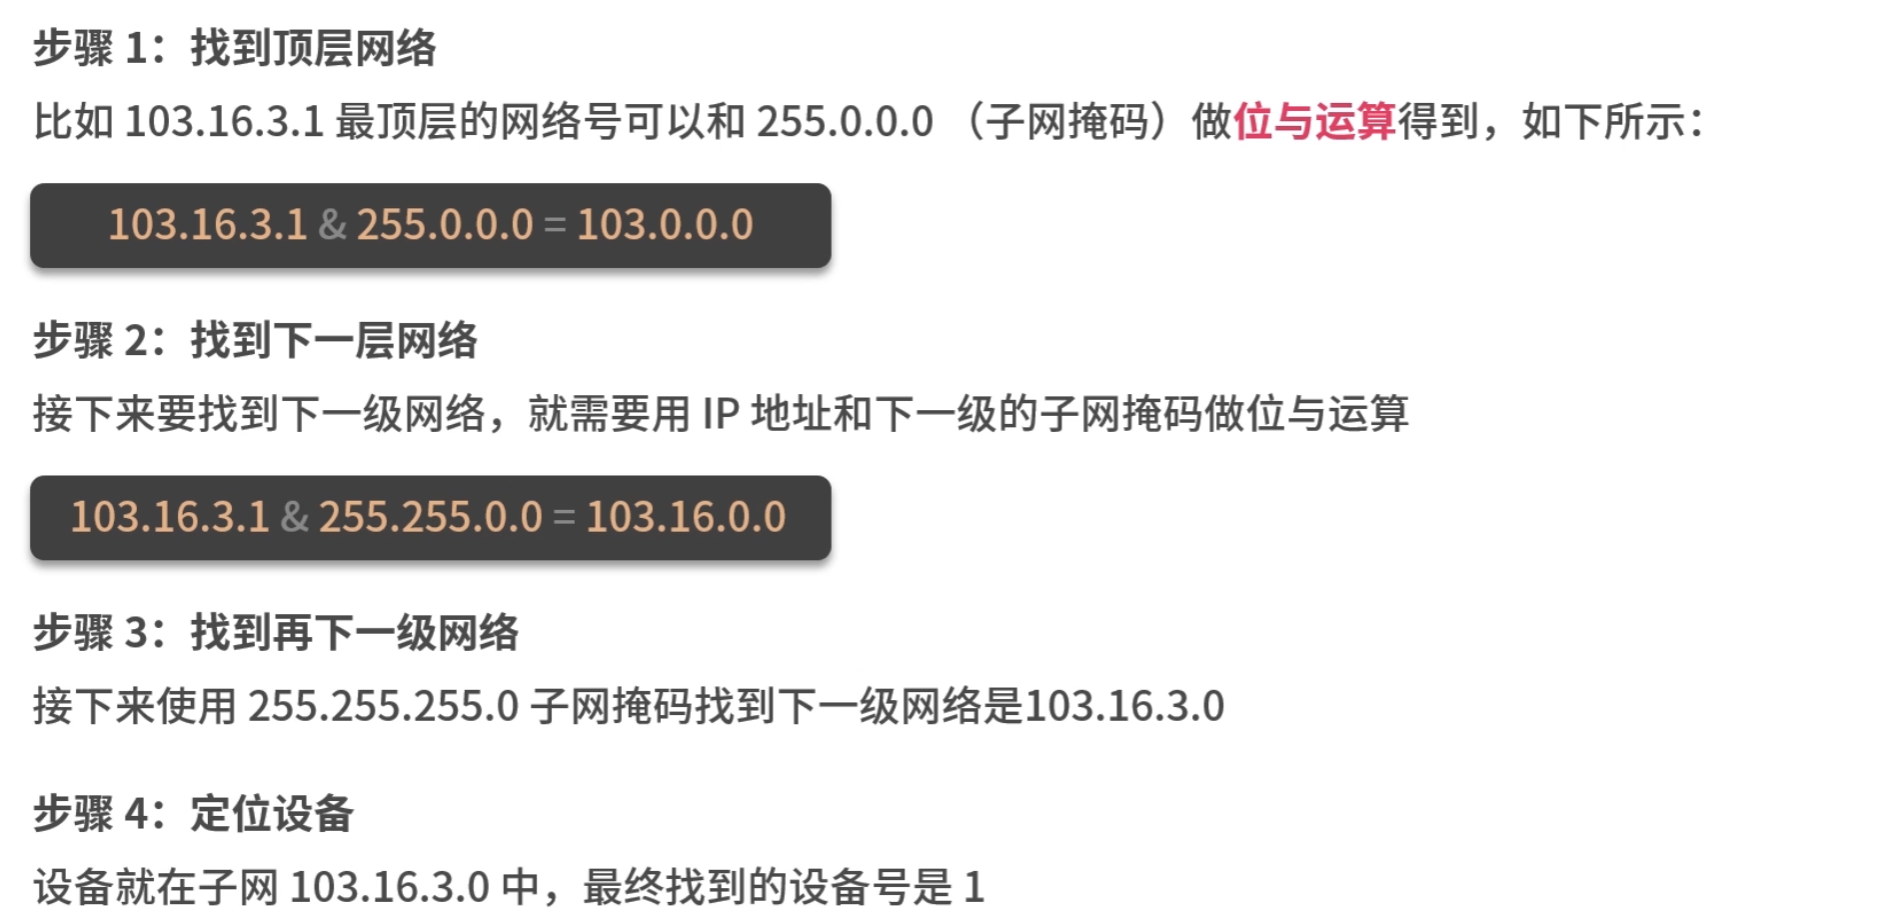 步骤 1：找到顶层网络
比如 103.16.3.1 最顶层的网络号可以和 255.0.0.0 （子网掩码）做位与运算得到，如下所示：
103.16.3.1 & 255.0.0.0 = 103.0.0.0
步骤 2：找到下一层网络
接下来要找到下一级网络，就需要用 IP 地址和下一级的子网掩码做位与运算
103.16.3.1 & 255.255.0.0 = 103.16.0.0
步骤 3：找到再下一级网络
接下来使用 255.255.255.0 子网掩码找到下一级网络是103.16.3.0
步骤 4：定位设备
设备就在子网 103.16.3.0 中，最终找到的设备号是 1